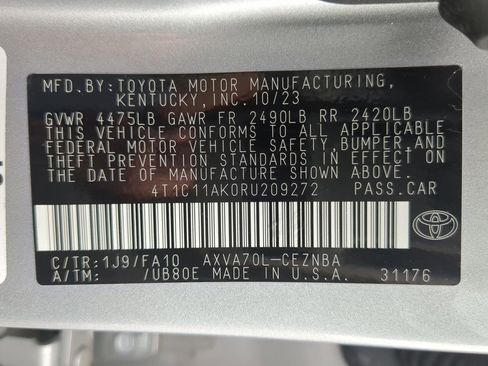 MFD.BY:TOYOTA MOTOR MANUFACTURING,
KENTUCKY,INC.10/23
GVWR 4475LB GAWR FR 2490LB RR 2420LB
THIS VEHICLE CONFORMS TO ALL APPLICABLE
FEDERAL MOTOR VEHICLE SAFETY,BUMPER,AND
THEFT PREVENTION STANDARDS IN EFFECT ON
THE DATE OF MANUFACTURE SHOWN ABOVE.
4T1C11AK0RU209272 PASS.CAR
C/TR:1J9/FA10 AXVA70L-CEZNBA
A/TM: /UB80E MADE IN U.S.A. 31176